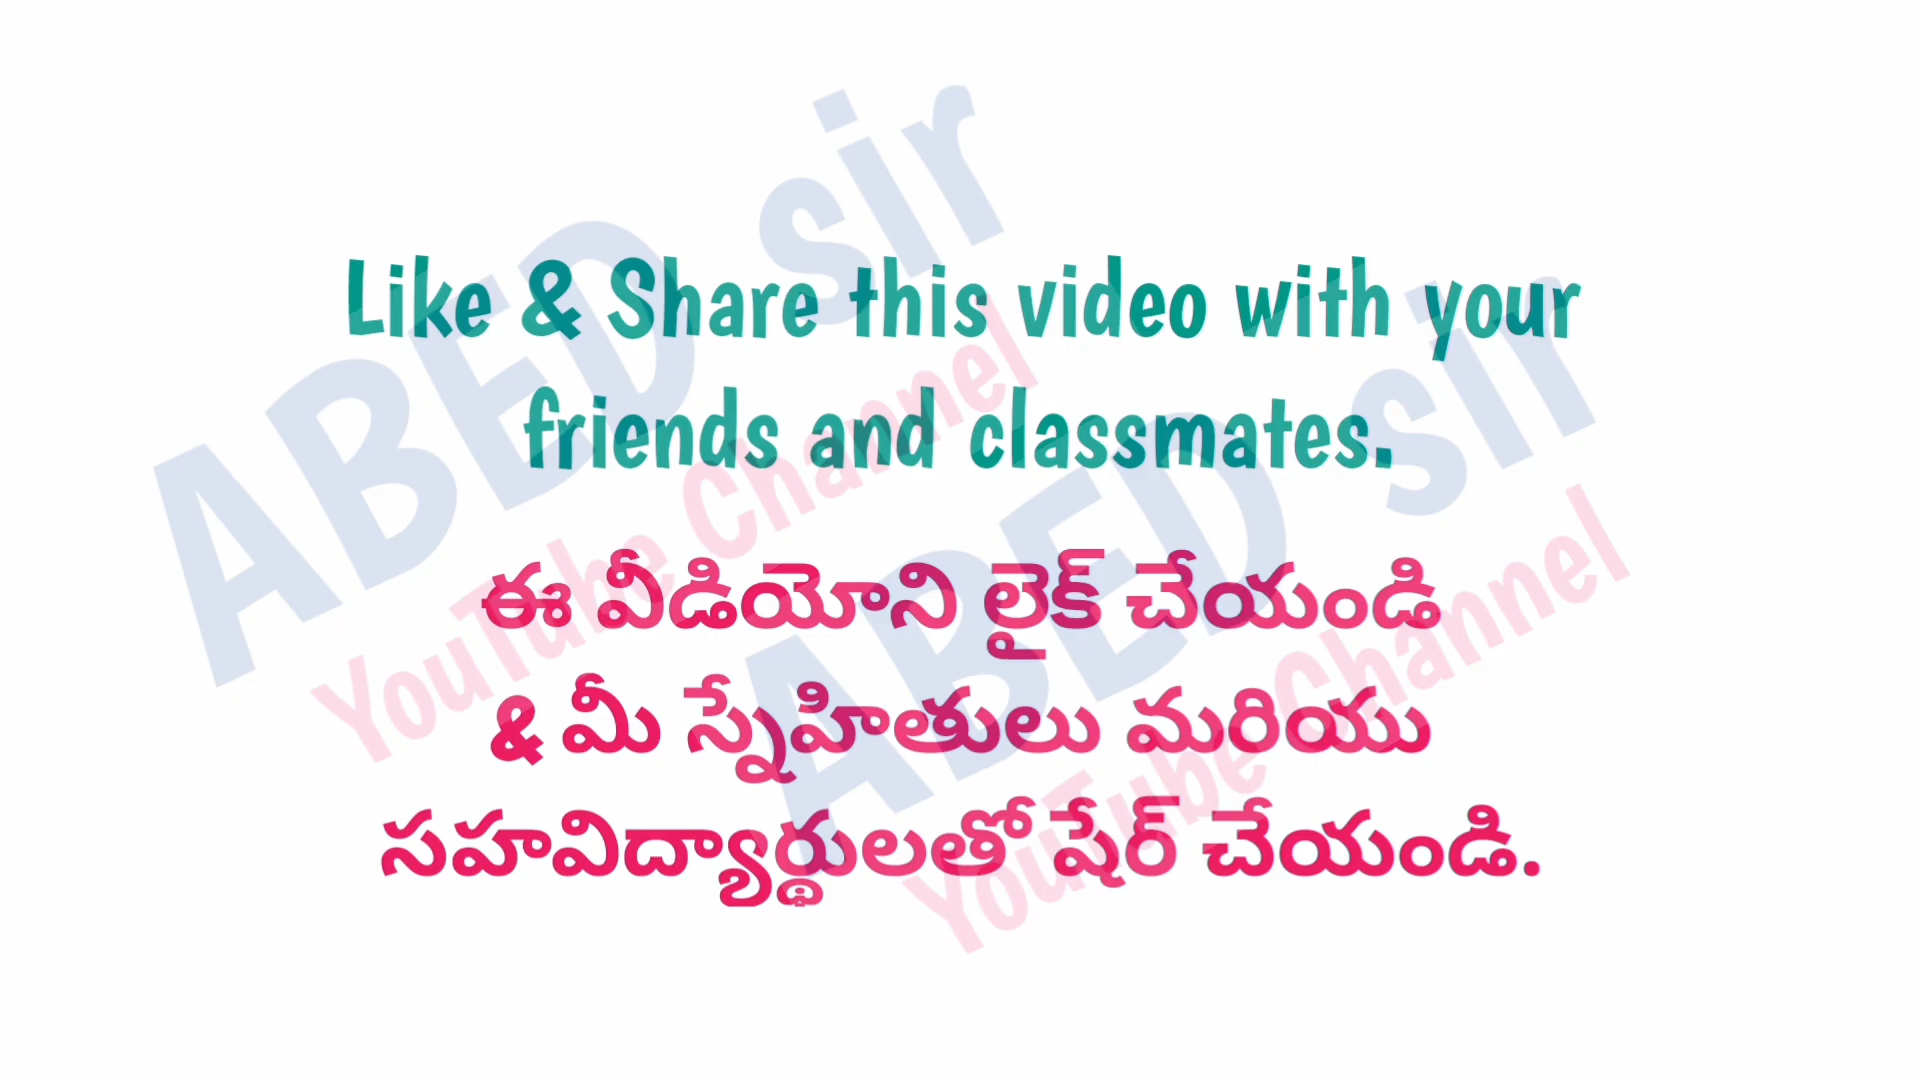 Like & Share this video with your
friends and classmates.
ఈ వీడియోని లైక్ చేయండి
& మీ స్నేహితులు మరియు
సహవిద్యార్థులతో షేర్ చేయండి.
ABED sir
YouTube Channel
ABED sir
YouTube Channel